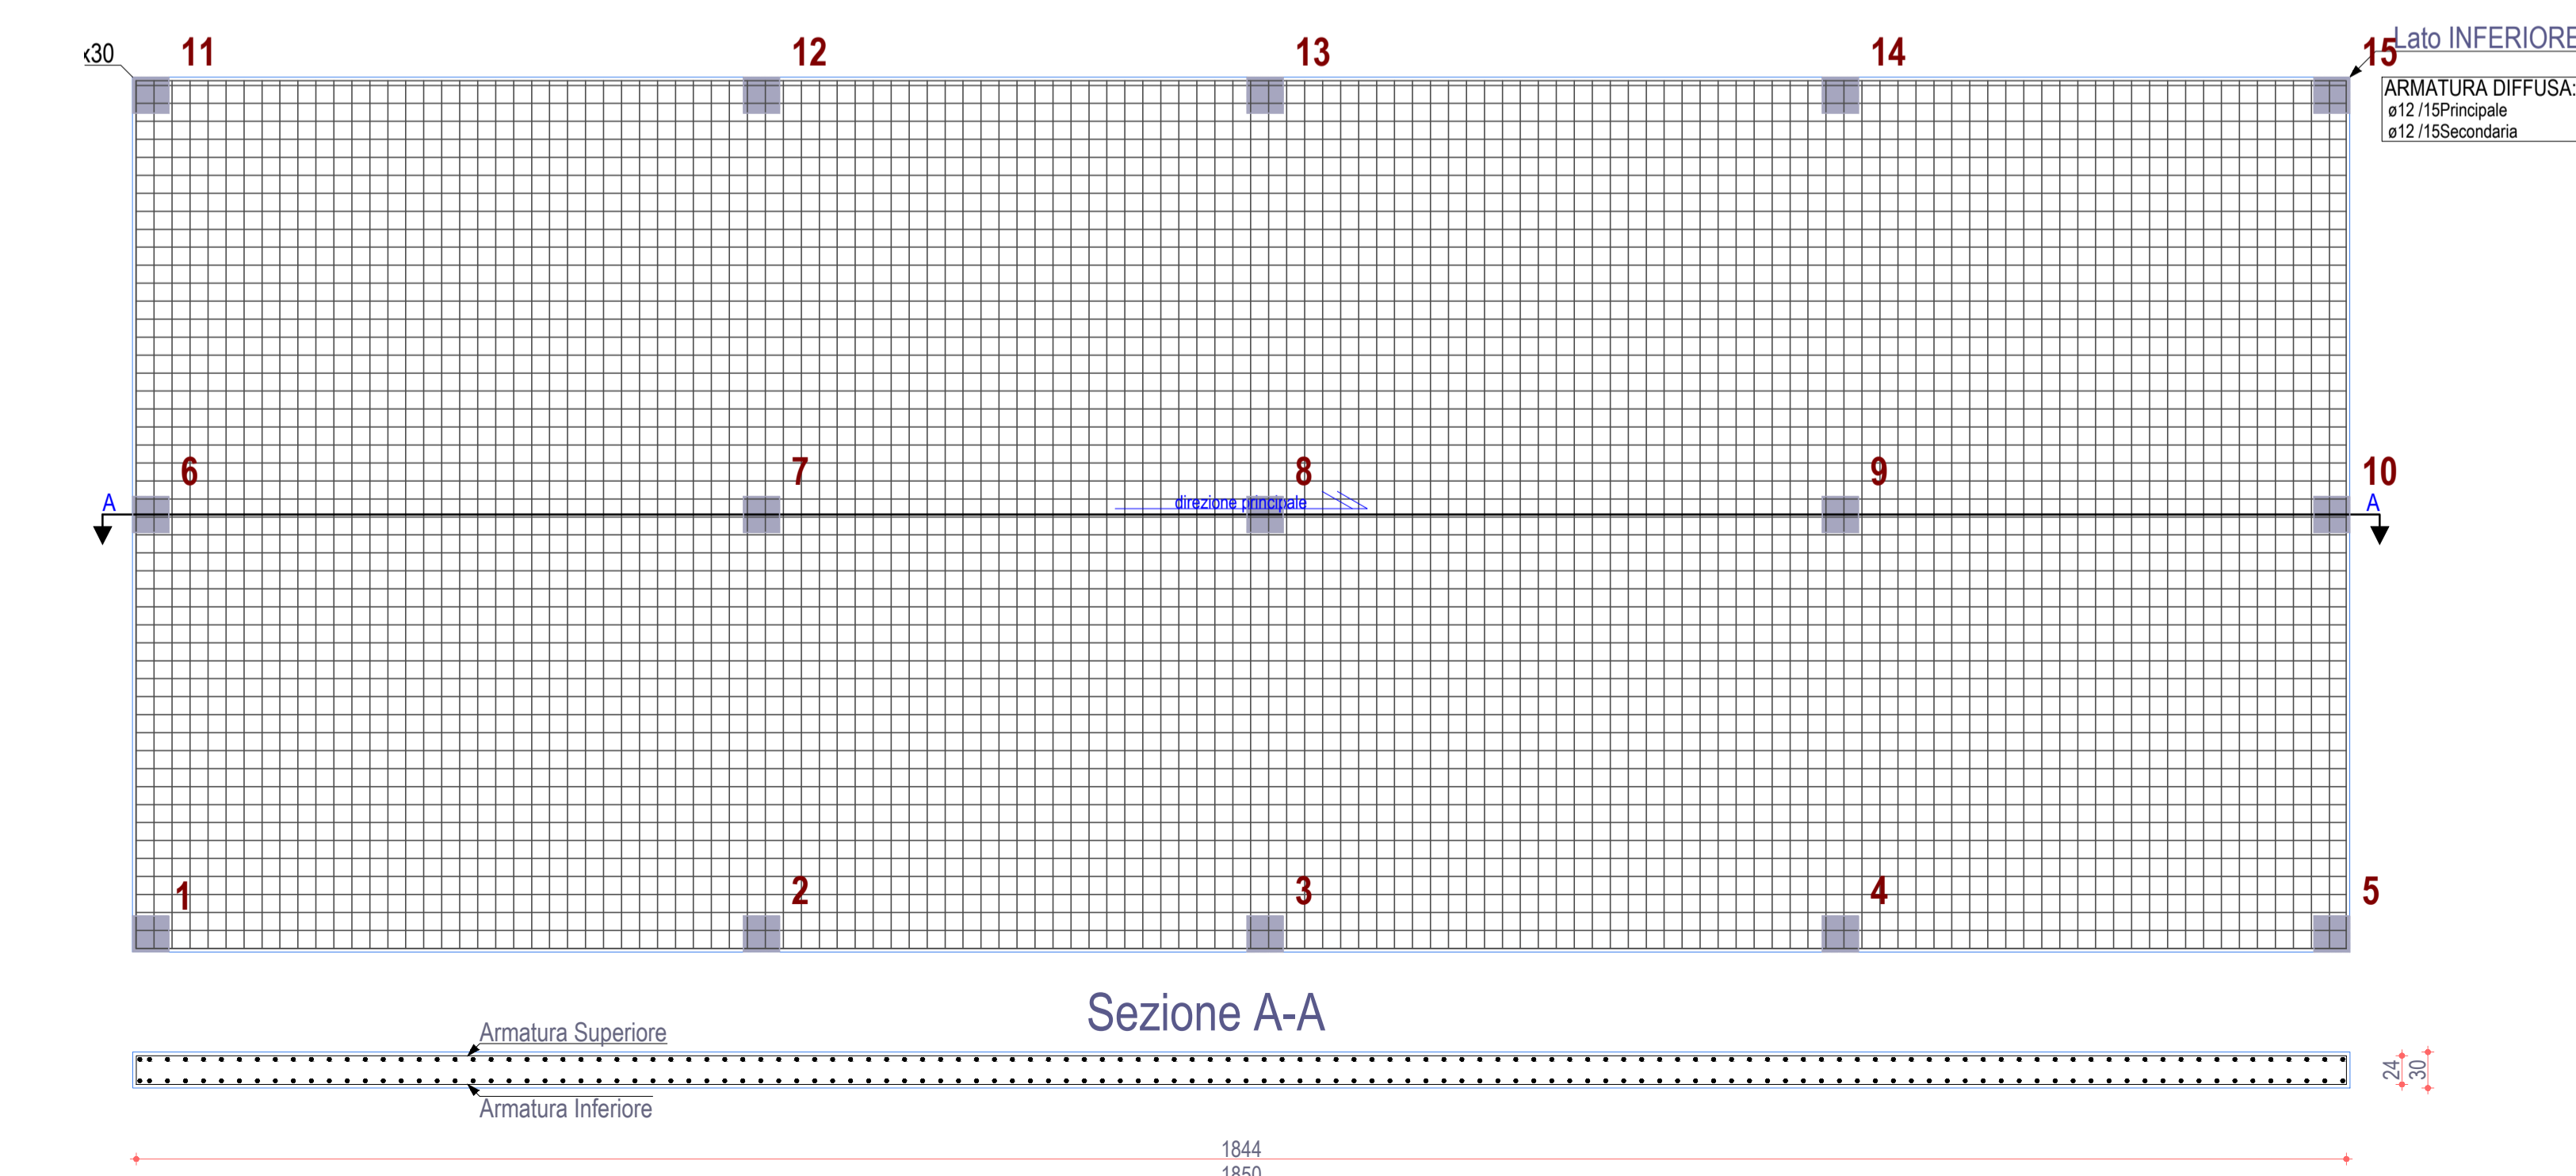 x30
11
12
13
14
15
Lato INFERIORE
ARMATURA DIFFUSA:
ø12 /15Principale
ø12 /15Secondaria
6
7
8
9
10
A
direzione principale
A
1
2
3
4
5
Sezione A-A
Armatura Superiore
Armatura Inferiore
24
30
1844
1850